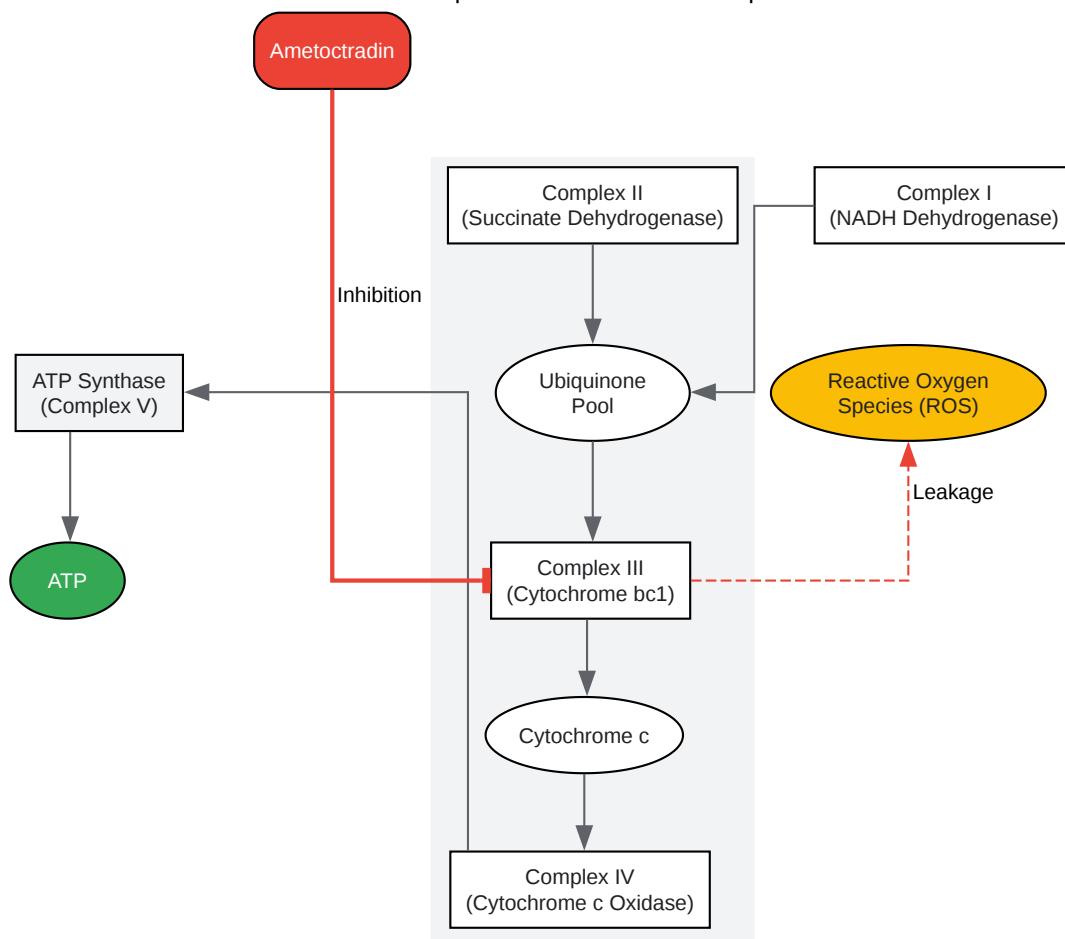 Ametoctradin
Complex II
(Succinate Dehydrogenase)
Complex I
(NADH Dehydrogenase)
Inhibition
ATP Synthase
(Complex V)
Ubiquinone
Pool
Reactive Oxygen
Species (ROS)
Leakage
ATP
Complex III
(Cytochrome bc1)
Cytochrome c
Complex IV
(Cytochrome c Oxidase)